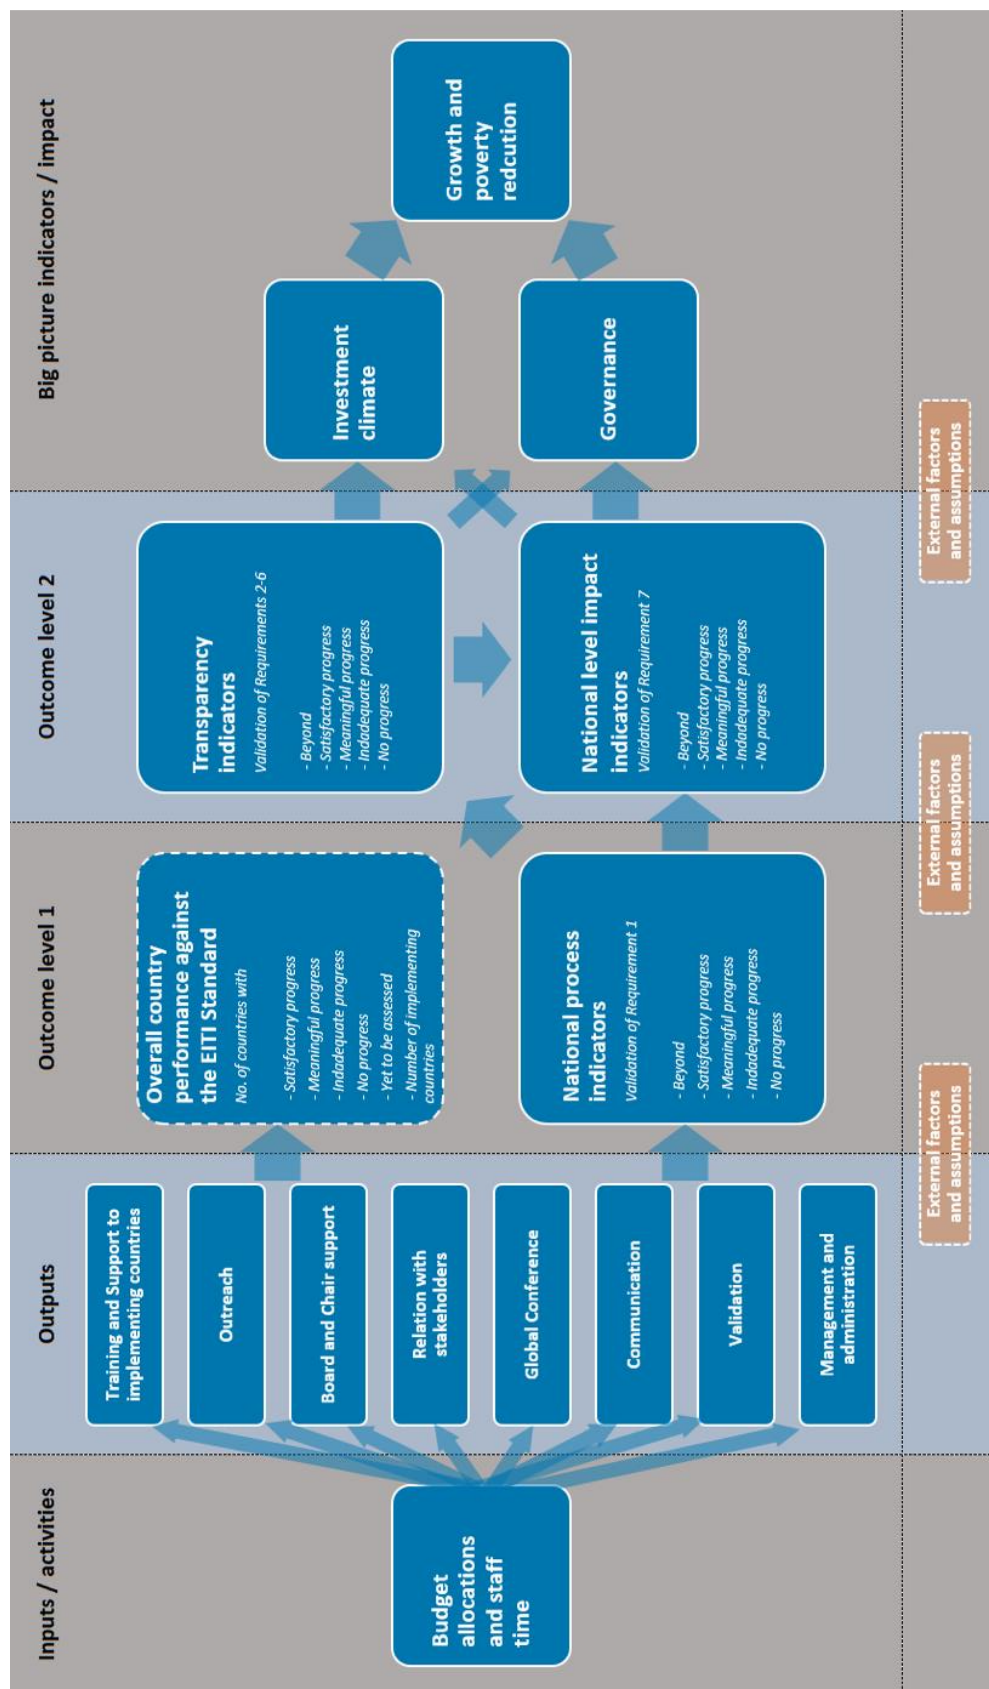 Inputs / activities
Outputs
Outcome level 1
Outcome level 2
Big picture indicators / impact
Budget
allocations
and staff
time
Training and Support to
implementing countries
Outreach
Board and Chair support
Relation with
stakeholders
Global Conference
Communication
Validation
Management and
administration
Overall country
performance against
the EITI Standard
No. of countries with
- Satisfactory progress
- Meaningful progress
- Indadequate progress
- No progress
- Yet to be assessed
- Number of implementing
countries
National process
indicators
Validation of Requirement 1
- Beyond
- Satisfactory progress
- Meaningful progress
- Indadequate progress
- No progress
Transparency
indicators
Validation of Requirements 2-6
- Beyond
- Satisfactory progress
- Meaningful progress
- Indadequate progress
- No progress
National level impact
indicators
Validation of Requirement 7
- Beyond
- Satisfactory progress
- Meaningful progress
- Indadequate progress
- No progress
Investment
climate
Governance
Growth and
poverty
redcution
External factors
and assumptions
External factors
and assumptions
External factors
and assumptions